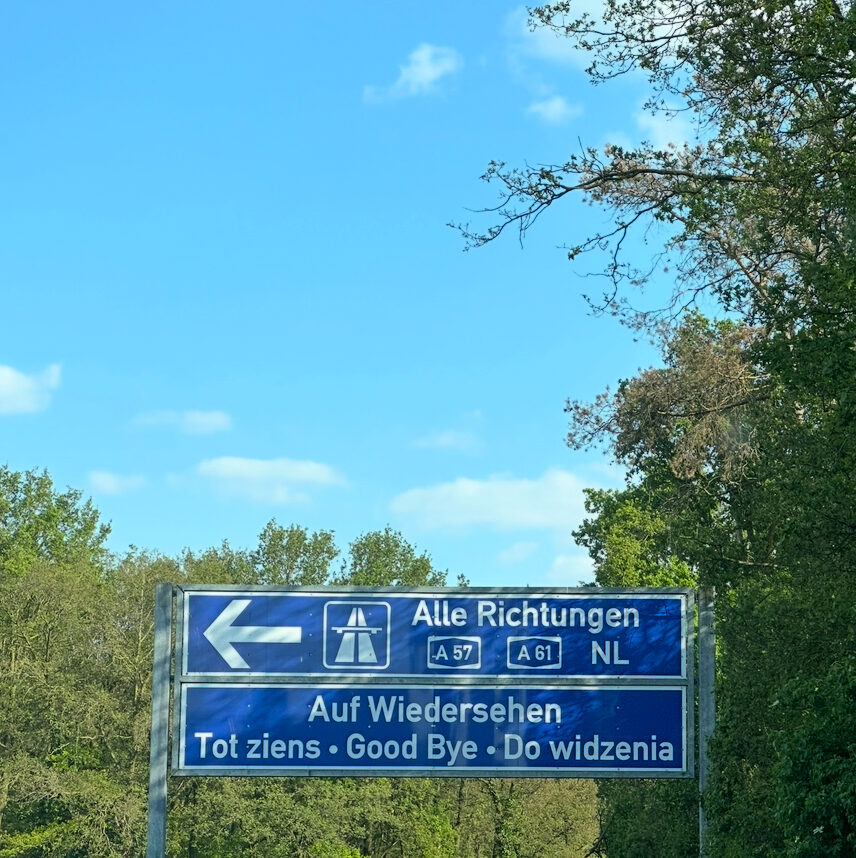 Alle Richtungen
A 57 A 61 NL
Auf Wiedersehen
Tot ziens • Good Bye • Do widzenia